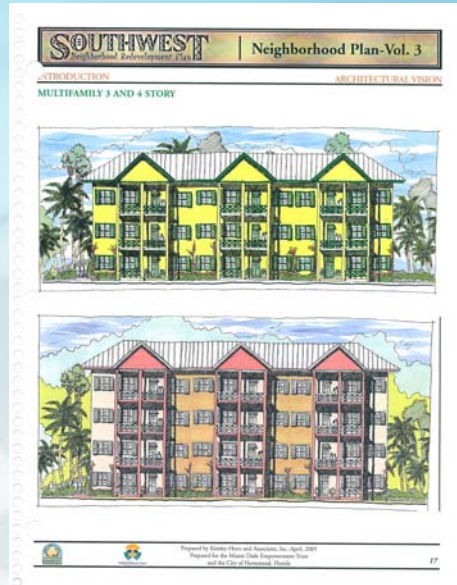 SOUTHWEST
Neighborhood Redevelopment Plan
Neighborhood Plan-Vol. 3
INTRODUCTION
ARCHITECTURAL VISION
MULTIFAMILY 3 AND 4 STORY
Prepared by Kimley-Horn and Associates, Inc. April, 2005
Prepared for the Miami Dade Empowerment Trust
and the City of Homestead, Florida
17